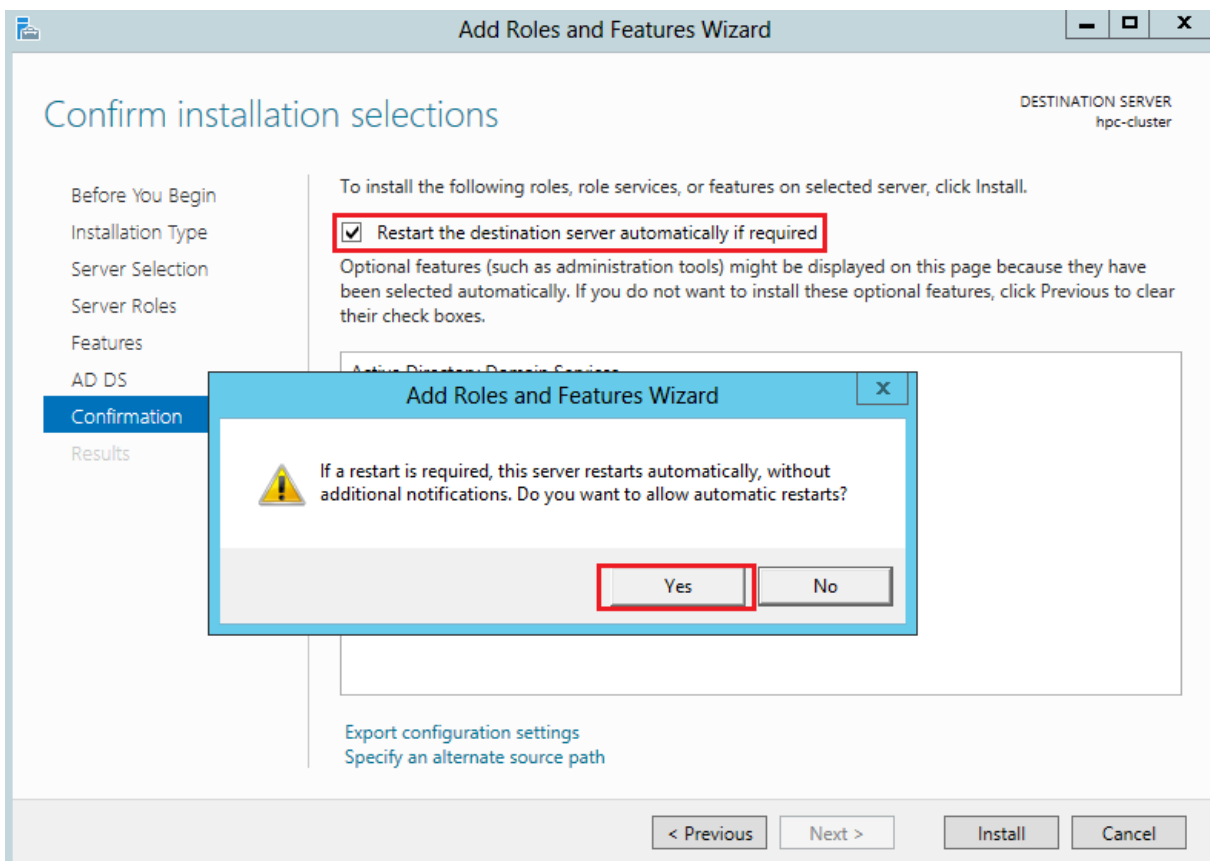 Add Roles and Features Wizard
Confirm installation selections
DESTINATION SERVER
hpc-cluster
Before You Begin
Installation Type
Server Selection
Server Roles
Features
AD DS
Confirmation
Results
To install the following roles, role services, or features on selected server, click Install.
Restart the destination server automatically if required
Optional features (such as administration tools) might be displayed on this page because they have
been selected automatically. If you do not want to install these optional features, click Previous to clear
their check boxes.
Active Directory Domain Services
Add Roles and Features Wizard
If a restart is required, this server restarts automatically, without
additional notifications. Do you want to allow automatic restarts?
Yes
No
Export configuration settings
Specify an alternate source path
< Previous
Next >
Install
Cancel